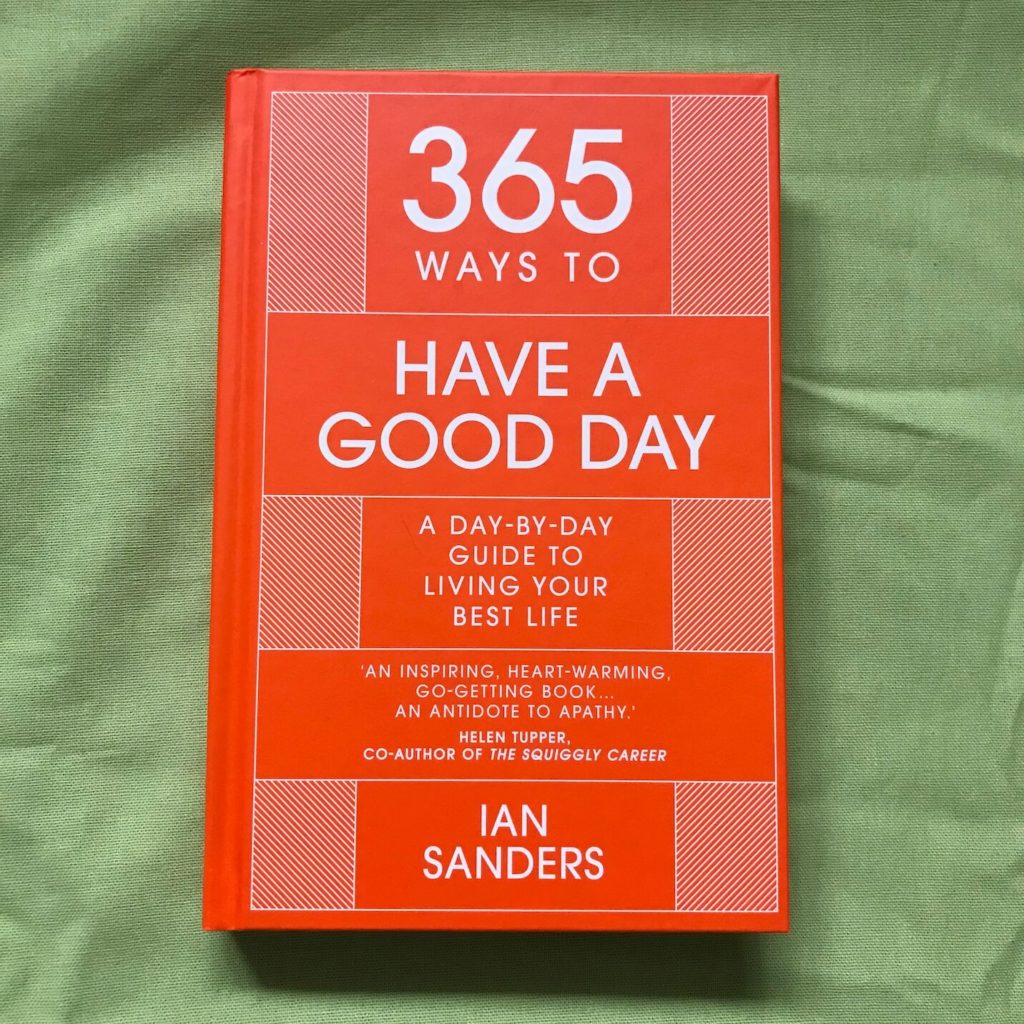 365
WAYS TO
HAVE A
GOOD DAY
A DAY-BY-DAY
GUIDE TO
LIVING YOUR
BEST LIFE
'AN INSPIRING, HEART-WARMING,
GO-GETTING BOOK...
AN ANTIDOTE TO APATHY.'
HELEN TUPPER,
CO-AUTHOR OF THE SQUIGGLY CAREER
IAN
SANDERS